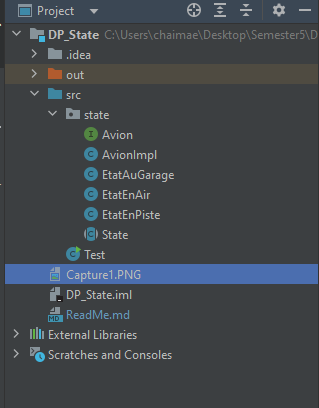 Project
DP_State C:\Users\chaimae\Desktop\Semester5\D
.idea
out
src
state
I Avion
C AvionImpl
C EtatAuGarage
C EtatEnAir
C EtatEnPiste
C State
C Test
Capture1.PNG
DP_State.iml
MD ReadMe.md
External Libraries
Scratches and Consoles